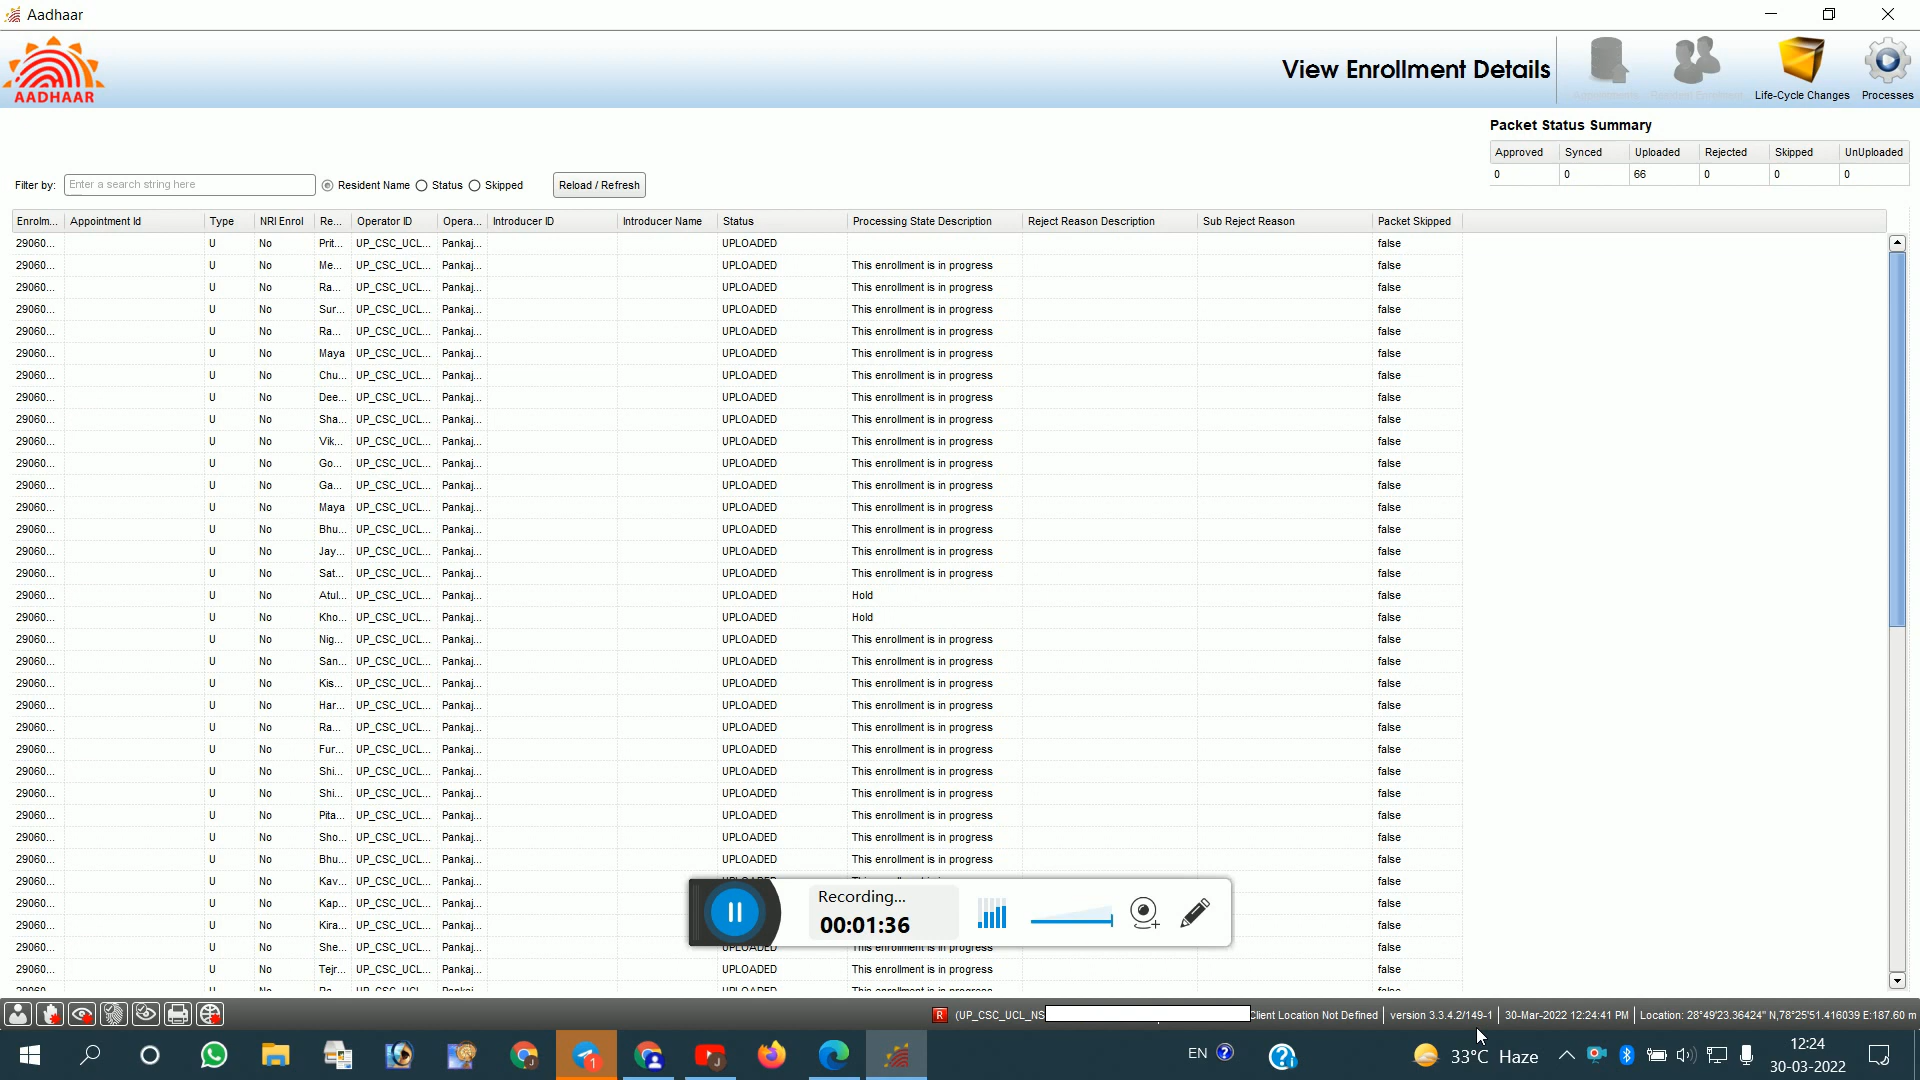 Aadhaar
AADHAAR
View Enrollment Details
Life-Cycle Changes
Processes
Packet Status Summary
Approved Synced Uploaded Rejected Skipped UnUploaded
0 0 66 0 0 0
Filter by: Enter a search string here Resident Name Status Skipped Reload / Refresh
Enrolm... Appointment Id Type NRI Enrol Re... Operator ID Opera... Introducer ID Introducer Name Status Processing State Description Reject Reason Description Sub Reject Reason Packet Skipped
29060... U No Prit... UP_CSC_UCL... Pankaj... UPLOADED false
29060... U No Me... UP_CSC_UCL... Pankaj... UPLOADED This enrollment is in progress false
29060... U No Ra... UP_CSC_UCL... Pankaj... UPLOADED This enrollment is in progress false
29060... U No Sur... UP_CSC_UCL... Pankaj... UPLOADED This enrollment is in progress false
29060... U No Ra... UP_CSC_UCL... Pankaj... UPLOADED This enrollment is in progress false
29060... U No Maya UP_CSC_UCL... Pankaj... UPLOADED This enrollment is in progress false
29060... U No Chu... UP_CSC_UCL... Pankaj... UPLOADED This enrollment is in progress false
29060... U No Dee... UP_CSC_UCL... Pankaj... UPLOADED This enrollment is in progress false
29060... U No Sha... UP_CSC_UCL... Pankaj... UPLOADED This enrollment is in progress false
29060... U No Vik... UP_CSC_UCL... Pankaj... UPLOADED This enrollment is in progress false
29060... U No Go... UP_CSC_UCL... Pankaj... UPLOADED This enrollment is in progress false
29060... U No Ga... UP_CSC_UCL... Pankaj... UPLOADED This enrollment is in progress false
29060... U No Maya UP_CSC_UCL... Pankaj... UPLOADED This enrollment is in progress false
29060... U No Bhu... UP_CSC_UCL... Pankaj... UPLOADED This enrollment is in progress false
29060... U No Jay... UP_CSC_UCL... Pankaj... UPLOADED This enrollment is in progress false
29060... U No Sat... UP_CSC_UCL... Pankaj... UPLOADED This enrollment is in progress false
29060... U No Atul... UP_CSC_UCL... Pankaj... UPLOADED Hold false
29060... U No Kho... UP_CSC_UCL... Pankaj... UPLOADED Hold false
29060... U No Nig... UP_CSC_UCL... Pankaj... UPLOADED This enrollment is in progress false
29060... U No San... UP_CSC_UCL... Pankaj... UPLOADED This enrollment is in progress false
29060... U No Kis... UP_CSC_UCL... Pankaj... UPLOADED This enrollment is in progress false
29060... U No Har... UP_CSC_UCL... Pankaj... UPLOADED This enrollment is in progress false
29060... U No Ra... UP_CSC_UCL... Pankaj... UPLOADED This enrollment is in progress false
29060... U No Fur... UP_CSC_UCL... Pankaj... UPLOADED This enrollment is in progress false
29060... U No Shi... UP_CSC_UCL... Pankaj... UPLOADED This enrollment is in progress false
29060... U No Shi... UP_CSC_UCL... Pankaj... UPLOADED This enrollment is in progress false
29060... U No Pita... UP_CSC_UCL... Pankaj... UPLOADED This enrollment is in progress false
29060... U No Sho... UP_CSC_UCL... Pankaj... UPLOADED This enrollment is in progress false
29060... U No Bhu... UP_CSC_UCL... Pankaj... UPLOADED This enrollment is in progress false
29060... U No Kav... UP_CSC_UCL... Pankaj... false
29060... U No Kap... UP_CSC_UCL... Pankaj... false
29060... U No Kira... UP_CSC_UCL... Pankaj... false
29060... U No She... UP_CSC_UCL... Pankaj... UPLOADED This enrollment is in progress false
29060... U No Tejr... UP_CSC_UCL... Pankaj... UPLOADED This enrollment is in progress false
Recording...
00:01:36
R (UP_CSC_UCL_NS Client Location Not Defined version 3.3.4.2/149-1 30-Mar-2022 12:24:41 PM Location: 28°49'23.36424" N,78°25'51.416039 E:187.60 m
1 EN 33°C Haze 12:24
30-03-2022